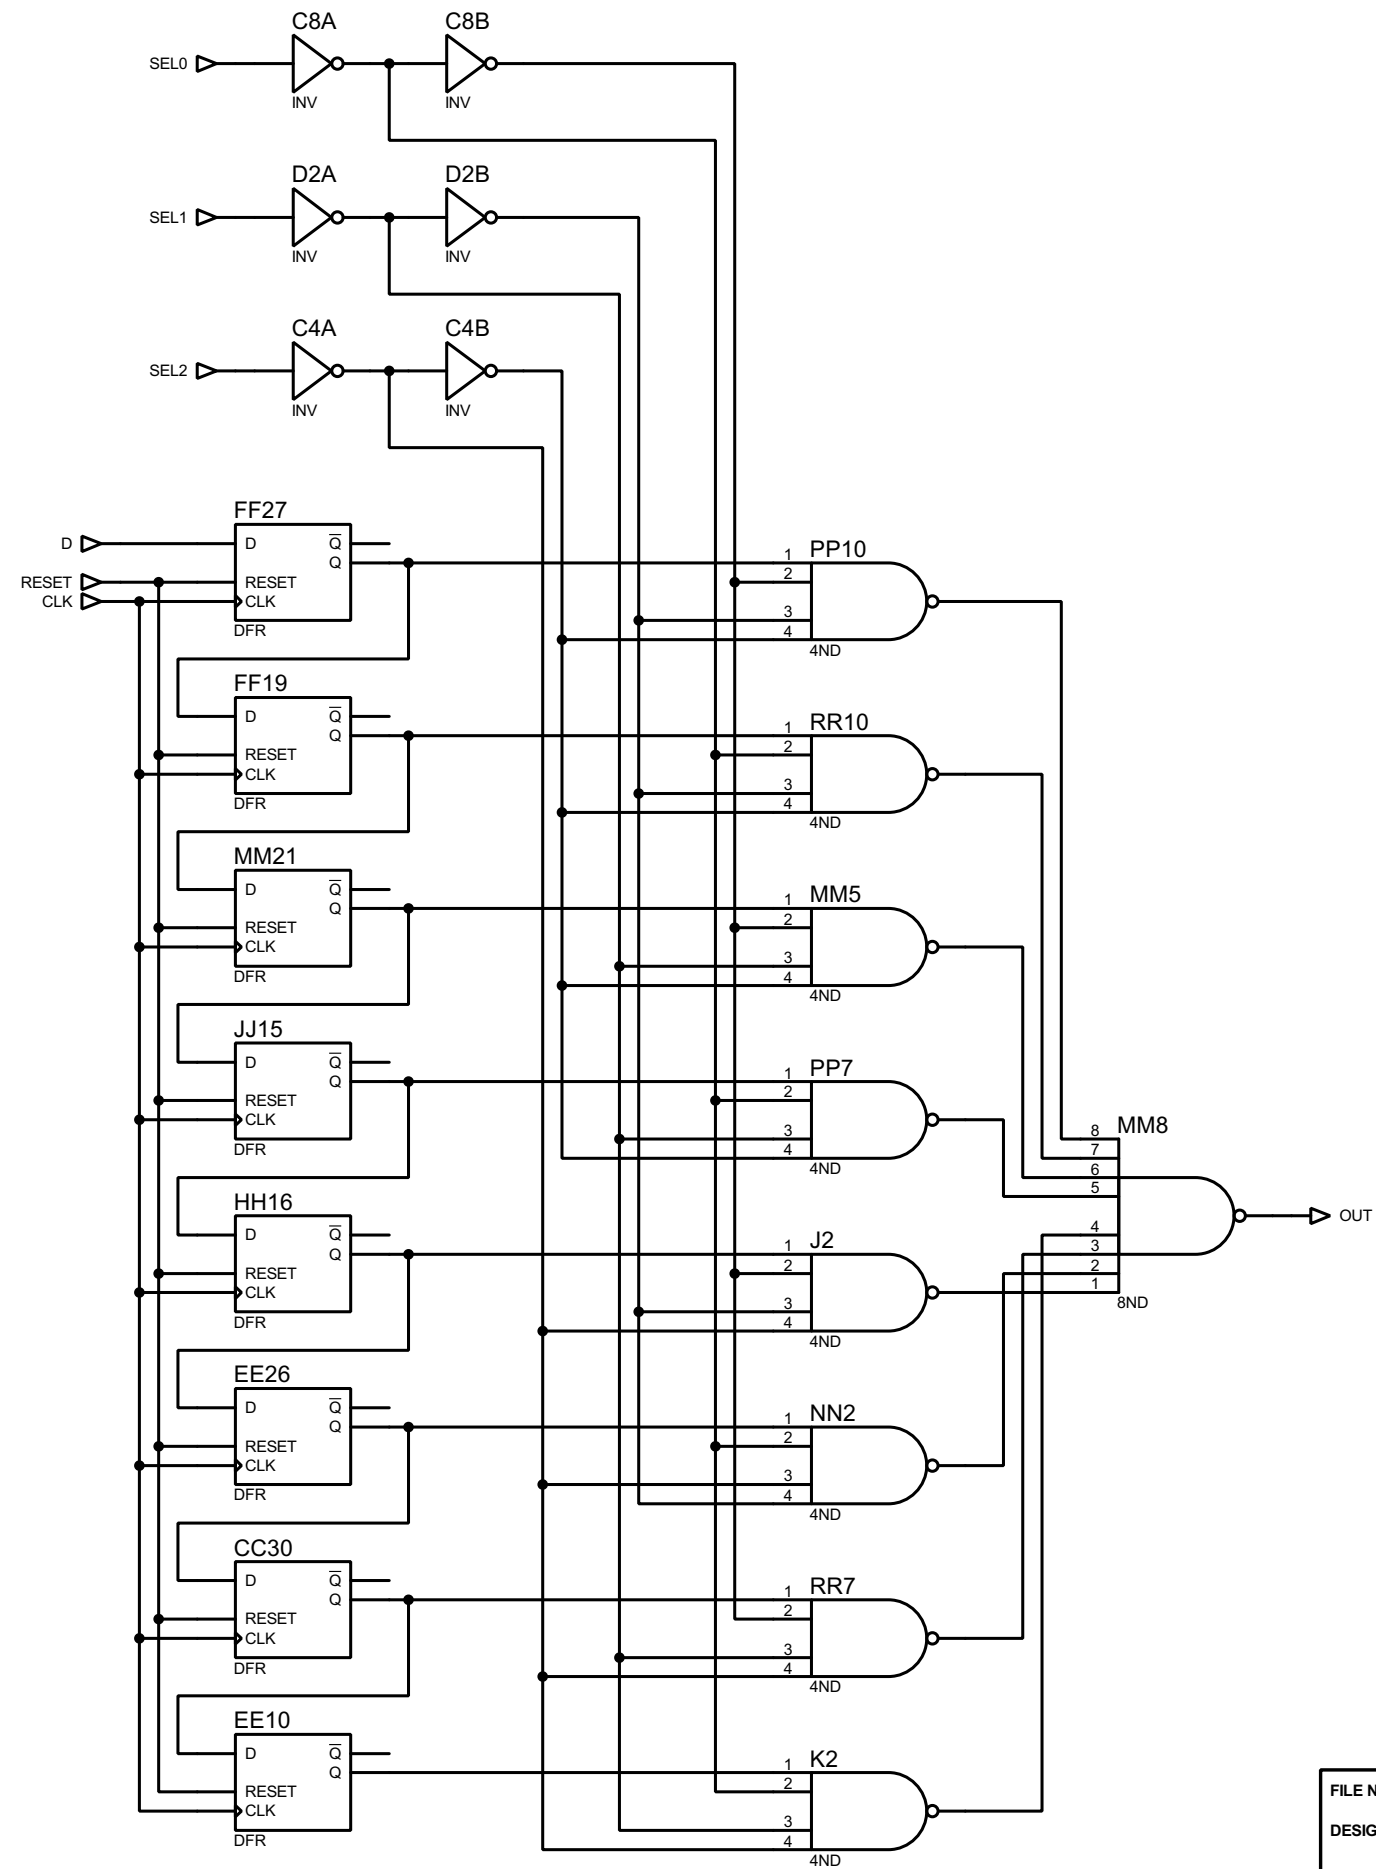 C8A C8B
SEL0
INV INV
D2A D2B
SEL1
INV INV
C4A C4B
SEL2
INV INV
FF27
D D Q
Q 1 PP10
RESET RESET 2
CLK CLK 3
DFR 4
4ND
FF19
D Q
Q 1 RR10
RESET 2
CLK 3
DFR 4
4ND
MM21
D Q
Q 1 MM5
RESET 2
CLK 3
DFR 4
4ND
JJ15
D Q
Q 1 PP7
RESET 2
CLK 3
DFR 4
4ND
8 MM8
7
6
5
OUT
4
3
2
1
8ND
HH16
D Q
Q 1 J2
RESET 2
CLK 3
DFR 4
4ND
EE26
D Q
Q 1 NN2
RESET 2
CLK 3
DFR 4
4ND
CC30
D Q
Q 1 RR7
RESET 2
CLK 3
DFR 4
4ND
EE10
D Q
Q 1 K2
RESET 2
CLK 3
DFR 4
4ND
FILE N
DESIG